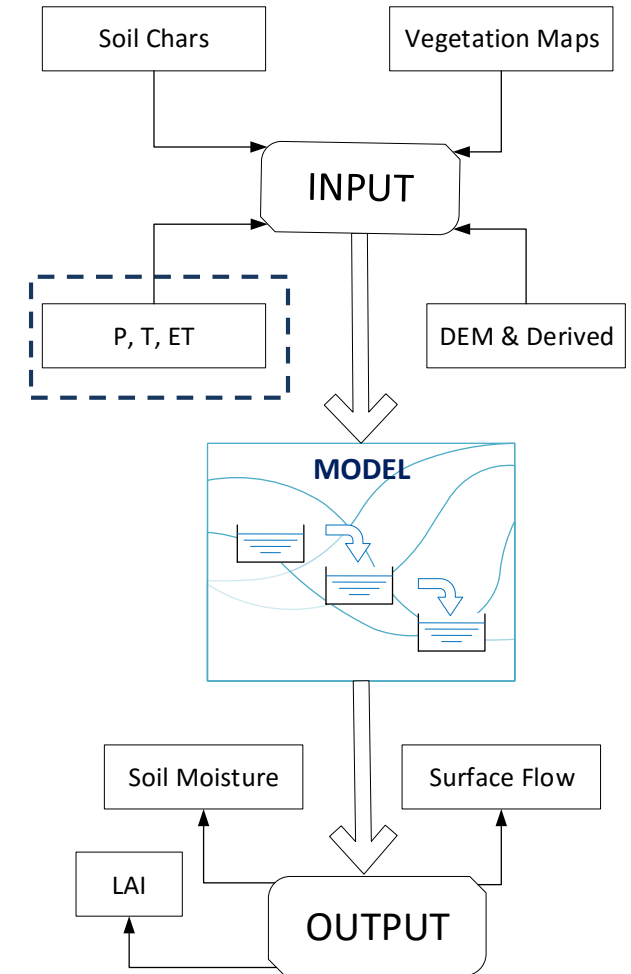 Soil Chars
Vegetation Maps
INPUT
P, T, ET
DEM & Derived
MODEL
Soil Moisture
Surface Flow
LAI
OUTPUT